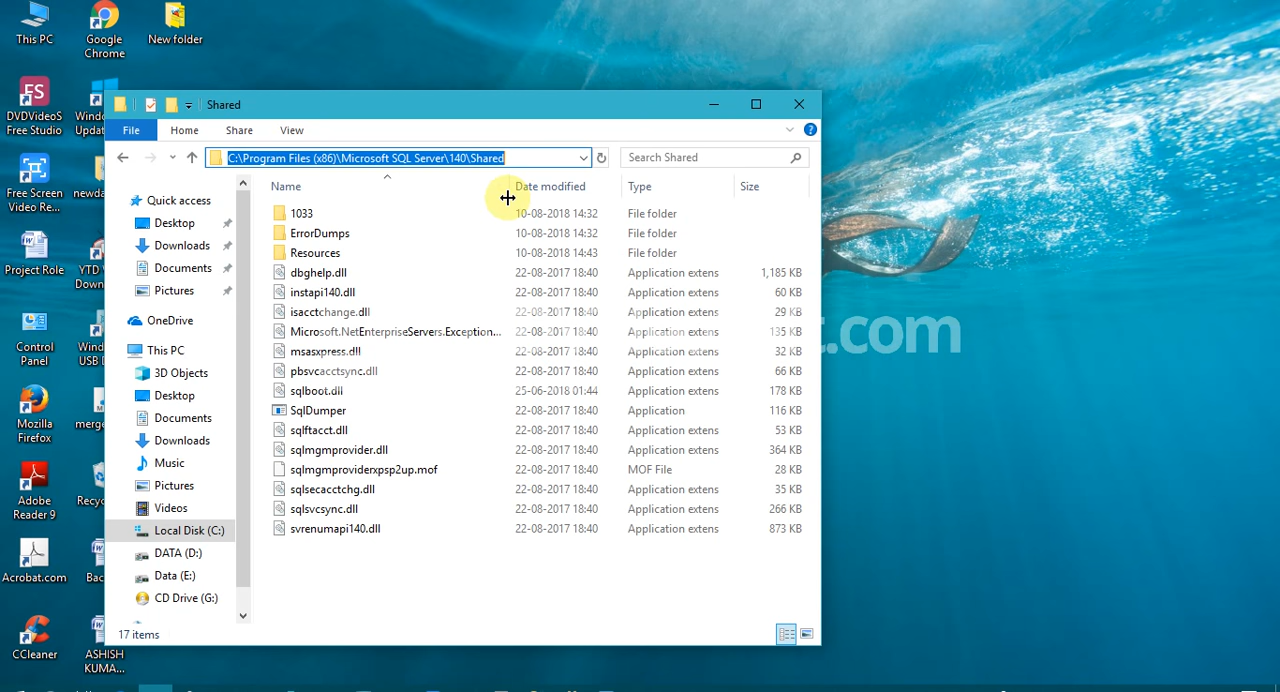 This PC
Google Chrome
New folder
FS
DVDVideoS Free Studio
Free Screen Video Re...
Project Role
Control Panel
Mozilla Firefox
Adobe Reader 9
Acrobat.com
CCleaner
ASHISH KUMA...
Shared
File Home Share View
C:\Program Files (x86)\Microsoft SQL Server\140\Shared
Search Shared
Name Date modified Type Size
Quick access
Desktop
Downloads
Documents
Pictures
OneDrive
This PC
3D Objects
Desktop
Documents
Downloads
Music
Pictures
Videos
Local Disk (C:)
DATA (D:)
Data (E:)
CD Drive (G:)
1033 10-08-2018 14:32 File folder
ErrorDumps 10-08-2018 14:32 File folder
Resources 10-08-2018 14:43 File folder
dbghelp.dll 22-08-2017 18:40 Application extens 1,185 KB
instapi140.dll 22-08-2017 18:40 Application extens 60 KB
isacctchange.dll 22-08-2017 18:40 Application extens 29 KB
Microsoft.NetEnterpriseServers.Exception... 22-08-2017 18:40 Application extens 135 KB
msasxpress.dll 22-08-2017 18:40 Application extens 32 KB
pbsvcacctsync.dll 22-08-2017 18:40 Application extens 66 KB
sqlboot.dll 25-06-2018 01:44 Application extens 178 KB
SqlDumper 22-08-2017 18:40 Application 116 KB
sqlftacct.dll 22-08-2017 18:40 Application extens 53 KB
sqlmgmprovider.dll 22-08-2017 18:40 Application extens 364 KB
sqlmgmproviderxpsp2up.mof 22-08-2017 18:40 MOF File 28 KB
sqlsecacctchg.dll 22-08-2017 18:40 Application extens 35 KB
sqlsvcsync.dll 22-08-2017 18:40 Application extens 266 KB
svrenumapi140.dll 22-08-2017 18:40 Application extens 873 KB
17 items
.com